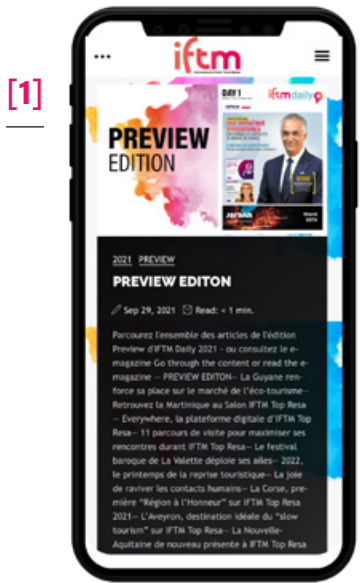 [1]
iftm
PREVIEW
EDITION
DAY 1
iftmdaily
JORDAN
2021 PREVIEW
PREVIEW EDITON
Sep 29, 2021 Read: < 1 min.
Parcourez l'ensemble des articles de l'édition
Preview d'IFTM Daily 2021 - ou consultez le e-
magazine Go through the content or read the e-
magazine — PREVIEW EDITON— La Guyane ren-
force sa place sur le marché de l'éco-tourisme—
Retrouvez la Martinique au Salon IFTM Top Resa
— Everywhere, la plateforme digitale d'IFTM Top
Resa— 11 parcours de visite pour maximiser ses
rencontres durant IFTM Top Resa— Le festival
baroque de La Valette déploie ses ailes— 2022,
le printemps de la reprise touristique— La joie
de raviver les contacts humains— La Corse, pre-
mière “Région à l'Honneur” sur IFTM Top Resa
2021— L'Aveyron, destination idéale du “slow
tourism” sur IFTM Top Resa— La Nouvelle-
Aquitaine de nouveau présente à IFTM Top Resa